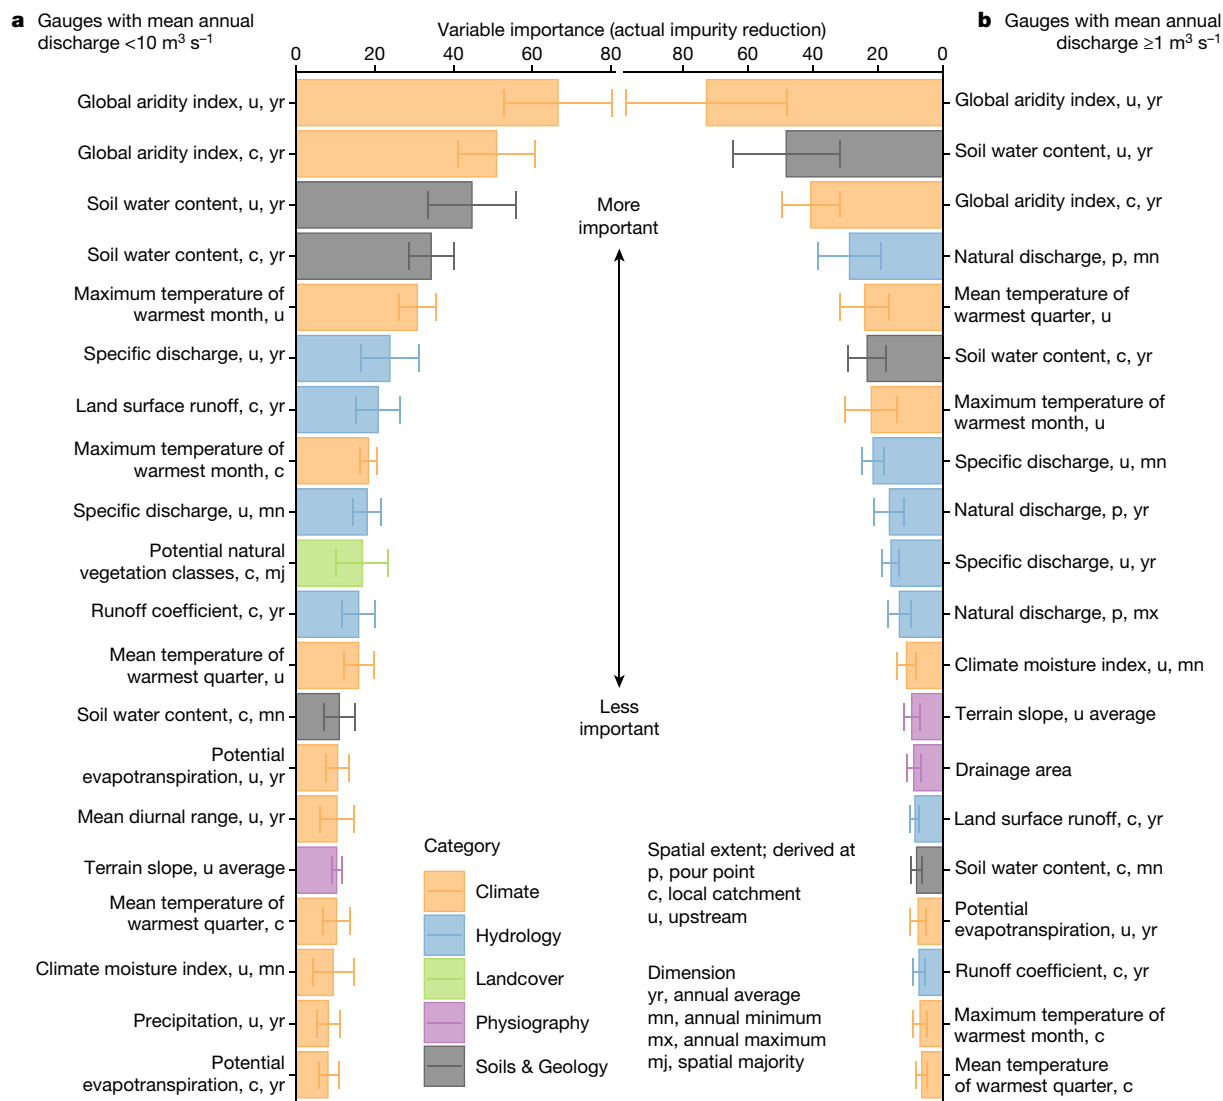 a Gauges with mean annual
discharge <10 m³ s⁻¹
Variable importance (actual impurity reduction)
b Gauges with mean annual
discharge ≥1 m³ s⁻¹
0 20 40 60 80 80 60 40 20 0
Global aridity index, u, yr
Global aridity index, c, yr
Soil water content, u, yr
Soil water content, c, yr
Maximum temperature of
warmest month, u
Specific discharge, u, yr
Land surface runoff, c, yr
Maximum temperature of
warmest month, c
Specific discharge, u, mn
Potential natural
vegetation classes, c, mj
Runoff coefficient, c, yr
Mean temperature of
warmest quarter, u
Soil water content, c, mn
Potential
evapotranspiration, u, yr
Mean diurnal range, u, yr
Terrain slope, u average
Mean temperature of
warmest quarter, c
Climate moisture index, u, mn
Precipitation, u, yr
Potential
evapotranspiration, c, yr
More
important
Less
important
Category
Climate
Hydrology
Landcover
Physiography
Soils & Geology
Spatial extent; derived at
p, pour point
c, local catchment
u, upstream
Dimension
yr, annual average
mn, annual minimum
mx, annual maximum
mj, spatial majority
Global aridity index, u, yr
Soil water content, u, yr
Global aridity index, c, yr
Natural discharge, p, mn
Mean temperature of
warmest quarter, u
Soil water content, c, yr
Maximum temperature of
warmest month, u
Specific discharge, u, mn
Natural discharge, p, yr
Specific discharge, u, yr
Natural discharge, p, mx
Climate moisture index, u, mn
Terrain slope, u average
Drainage area
Land surface runoff, c, yr
Soil water content, c, mn
Potential
evapotranspiration, u, yr
Runoff coefficient, c, yr
Maximum temperature of
warmest month, c
Mean temperature
of warmest quarter, c